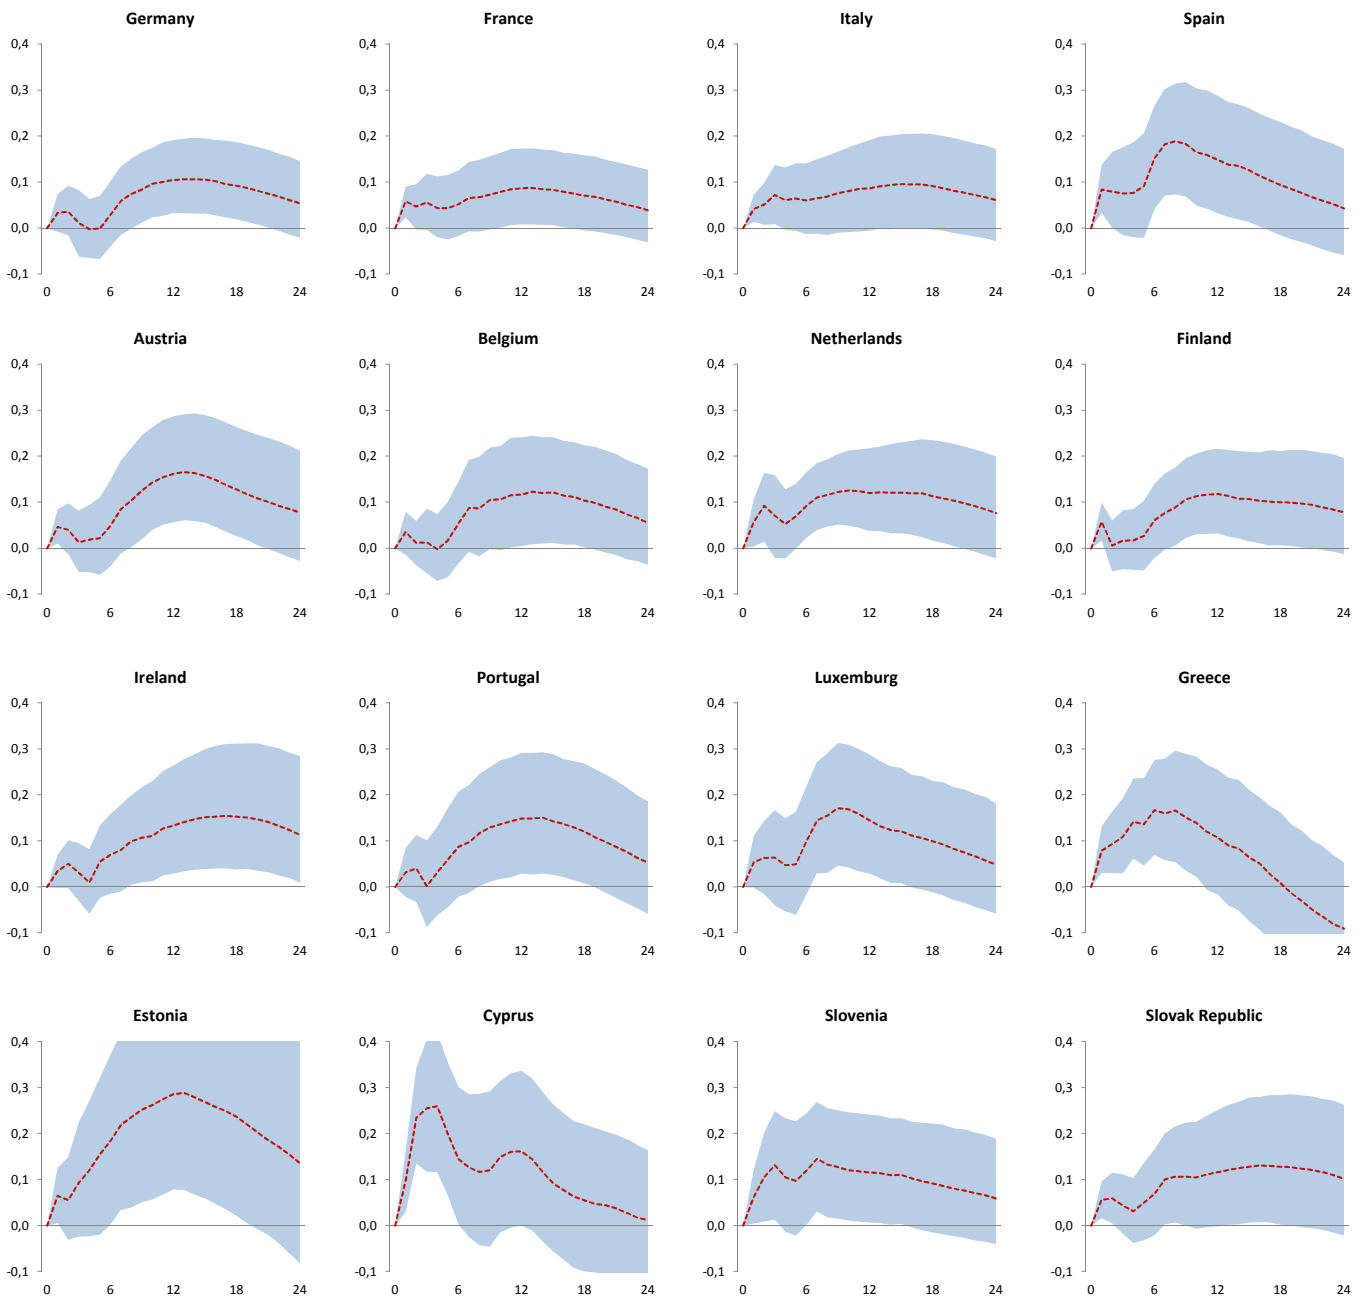 Germany France Italy Spain
0,4 0,4 0,4 0,4
0,3 0,3 0,3 0,3
0,2 0,2 0,2 0,2
0,1 0,1 0,1 0,1
0,0 0,0 0,0 0,0
-0,1 -0,1 -0,1 -0,1
0 6 12 18 24 0 6 12 18 24 0 6 12 18 24 0 6 12 18 24
Austria Belgium Netherlands Finland
0,4 0,4 0,4 0,4
0,3 0,3 0,3 0,3
0,2 0,2 0,2 0,2
0,1 0,1 0,1 0,1
0,0 0,0 0,0 0,0
-0,1 -0,1 -0,1 -0,1
0 6 12 18 24 0 6 12 18 24 0 6 12 18 24 0 6 12 18 24
Ireland Portugal Luxemburg Greece
0,4 0,4 0,4 0,4
0,3 0,3 0,3 0,3
0,2 0,2 0,2 0,2
0,1 0,1 0,1 0,1
0,0 0,0 0,0 0,0
-0,1 -0,1 -0,1 -0,1
0 6 12 18 24 0 6 12 18 24 0 6 12 18 24 0 6 12 18 24
Estonia Cyprus Slovenia Slovak Republic
0,4 0,4 0,4 0,4
0,3 0,3 0,3 0,3
0,2 0,2 0,2 0,2
0,1 0,1 0,1 0,1
0,0 0,0 0,0 0,0
-0,1 -0,1 -0,1 -0,1
0 6 12 18 24 0 6 12 18 24 0 6 12 18 24 0 6 12 18 24